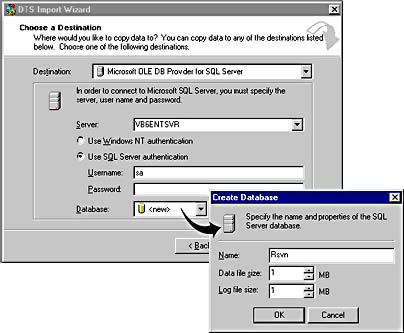 DTS Import Wizard
Choose a Destination
Where would you like to copy data to? You can copy data to any of the destinations listed
below. Choose one of the following destinations.
Destination:
Microsoft OLE DB Provder for SQL Server
In order to connect to Microsoft SQL Server, you must specify the
server, user name and password.
Server:
VB6ENTSVR
Use Windows NT authentication
Use SQL Server authentication
Username:
sa
Password:
Database:
<new>
< Back
Create Database
Specify the name and properties of the SQL
Server database.
Name:
Rsvn
Data file size:
1
MB
Log file size:
1
MB
OK
Cancel